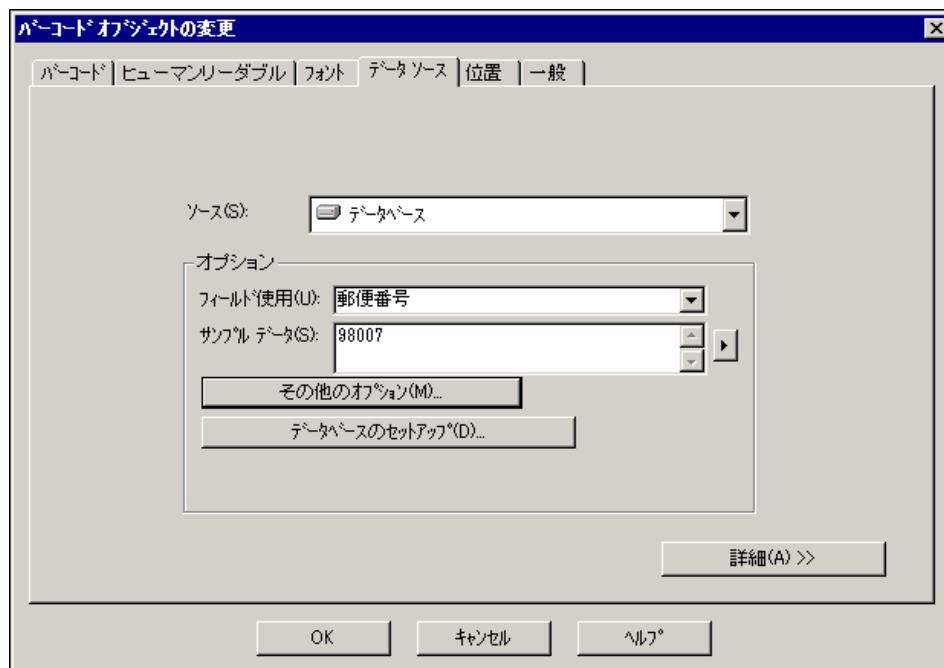 バーコード オブジェクトの変更
バーコード ヒューマンリーダブル フォント データ ソース 位置 一般
ソース(S): データベース
オプション
フィールド使用(U): 郵便番号
サンプル データ(S): 98007
その他のオプション(M)...
データベースのセットアップ(D)...
詳細(A) >>
OK キャンセル ヘルプ